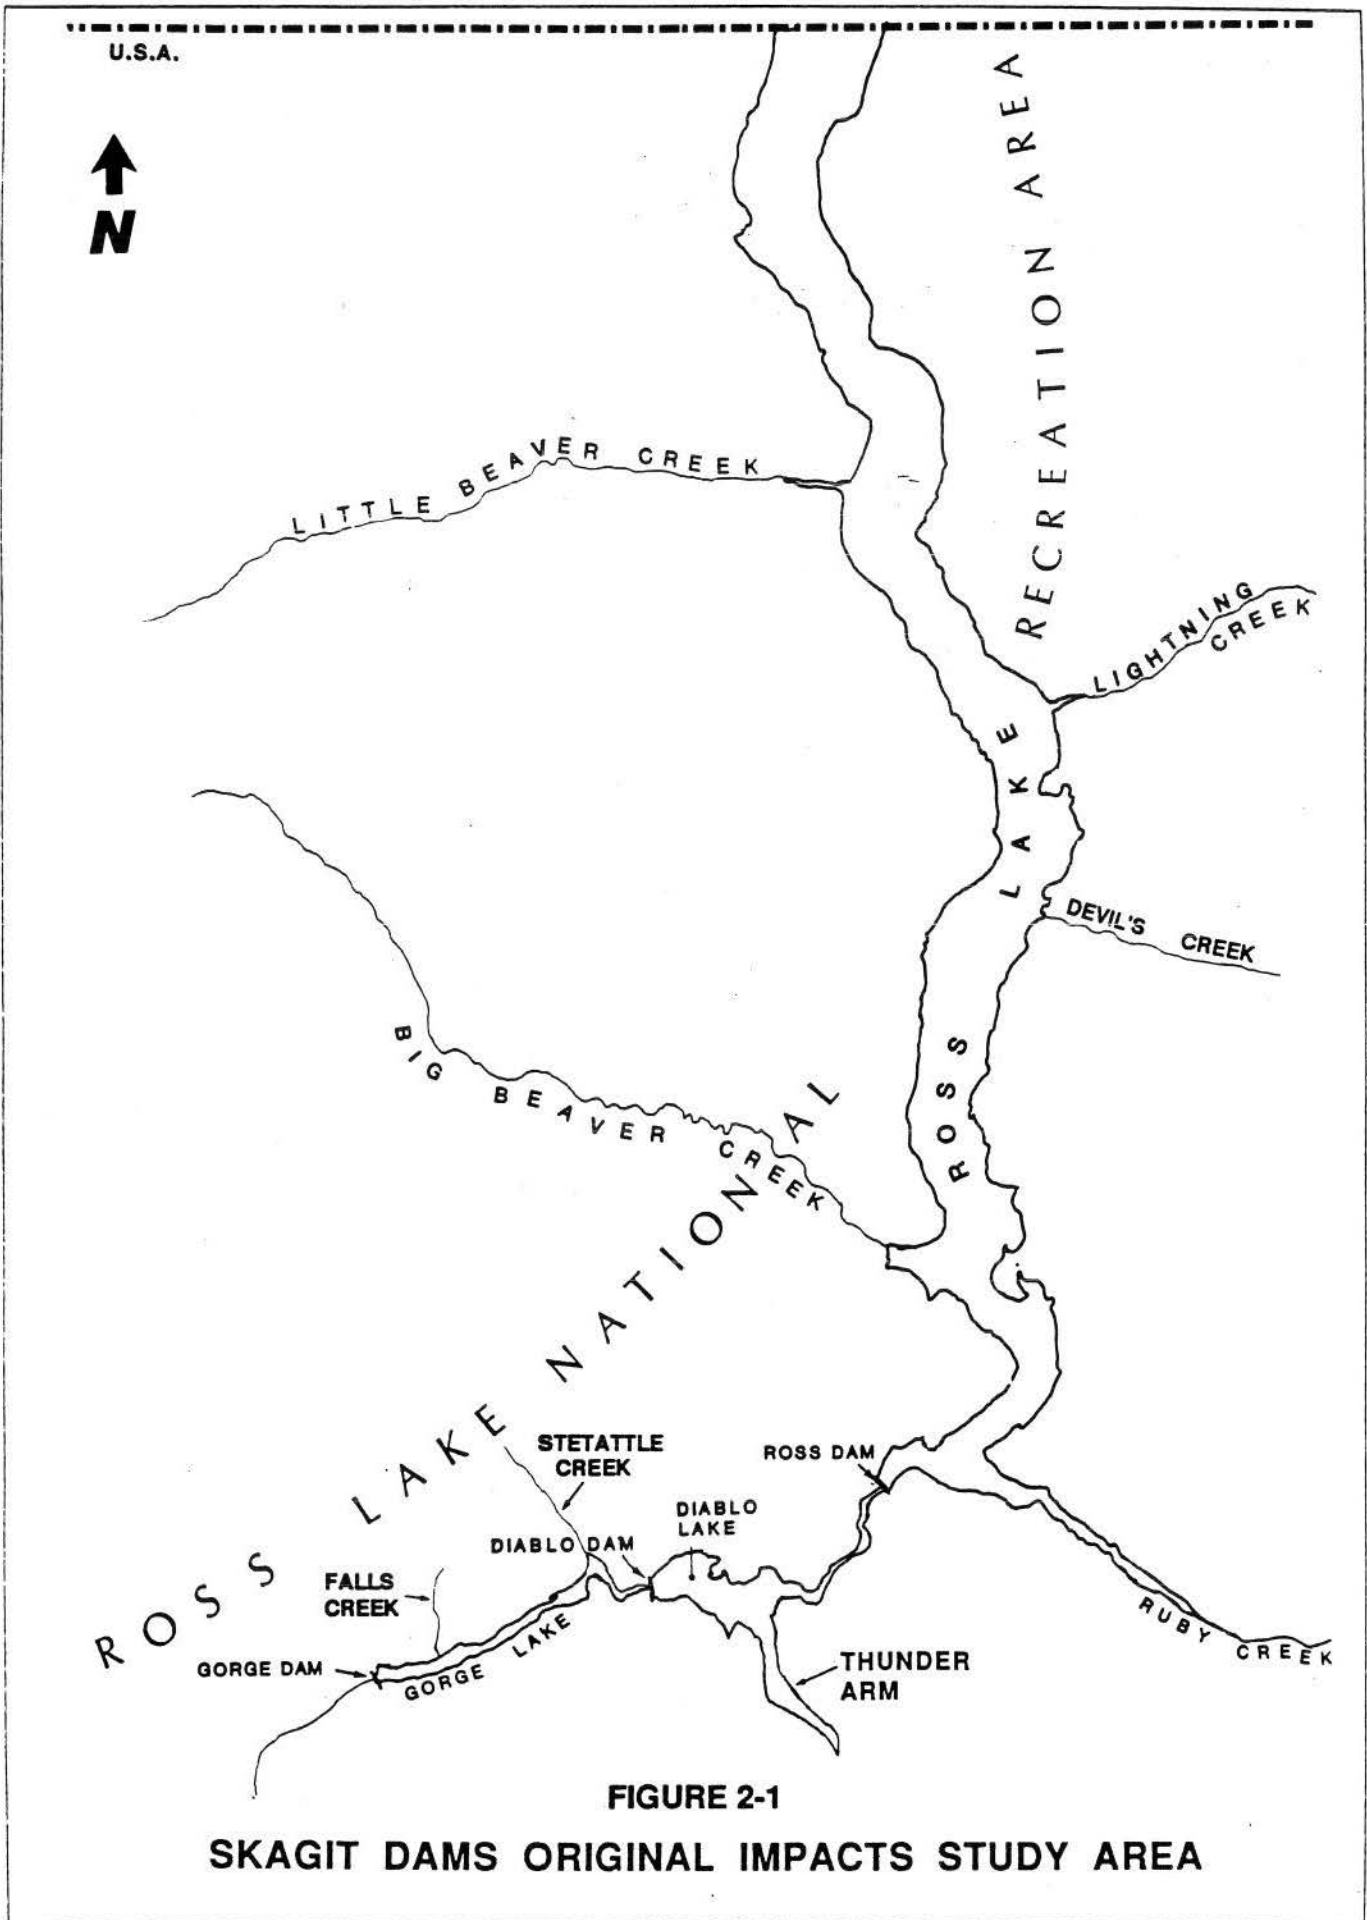 U.S.A.
N
RECREATION AREA
LITTLE BEAVER CREEK
LIGHTNING
CREEK
ROSS LAKE
DEVIL'S CREEK
BIG BEAVER CREEK
ROSS LAKE NATIONAL
STETATTLE
CREEK
ROSS DAM
DIABLO
LAKE
DIABLO DAM
FALLS
CREEK
GORGE DAM
GORGE LAKE
RUBY CREEK
THUNDER
ARM
FIGURE 2-1
SKAGIT DAMS ORIGINAL IMPACTS STUDY AREA